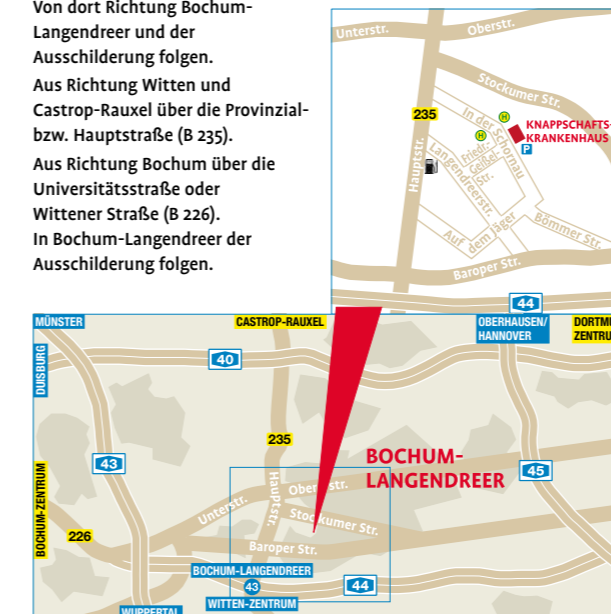 Von dort Richtung Bochum-
Langendreer und der
Ausschilderung folgen.
Aus Richtung Witten und
Castrop-Rauxel über die Provinzial-
bzw. Hauptstraße (B 235).
Aus Richtung Bochum über die
Universitätsstraße oder
Wittener Straße (B 226).
In Bochum-Langendreer der
Ausschilderung folgen.
Unterstr.
Oberstr.
Stockumer Str.
235
In der Schornau
H
H
KNAPPSCHAFTS-
KRANKENHAUS
P
Hauptstr.
Langendreerstr.
Friedr.-
Geißel-
Str.
Auf dem Jäger
Bömmer Str.
Baroper Str.
44
MÜNSTER
CASTROP-RAUXEL
OBERHAUSEN/
HANNOVER
DORTMU
ZENTRU
DUISBURG
40
235
BOCHUM-
LANGENDREER
43
45
BOCHUM-ZENTRUM
226
Hauptstr.
Oberstr.
Unterstr.
Stockumer Str.
Baroper Str.
BOCHUM-LANGENDREER
43
44
WITTEN-ZENTRUM
WUPPERTAL